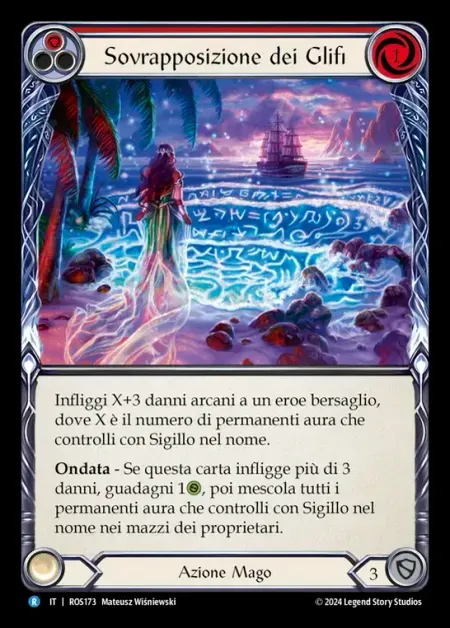 Sovrapposizione dei Glifi
1
Infliggi X+3 danni arcani a un eroe bersaglio,
dove X è il numero di permanenti aura che
controlli con Sigillo nel nome.
Ondata - Se questa carta infligge più di 3
danni, guadagni 1, poi mescola tutti i
permanenti aura che controlli con Sigillo nel
nome nei mazzi dei proprietari.
Azione Mago
3
R IT | ROS173 Mateusz Wiśniewski
© 2024 Legend Story Studios